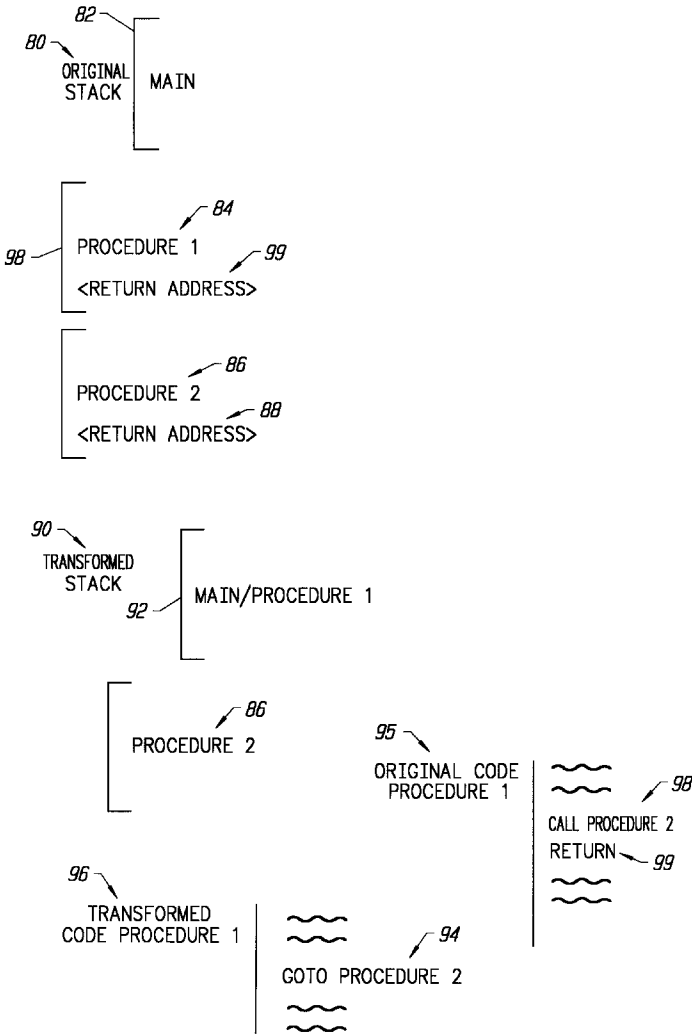 82
80
ORIGINAL
STACK
MAIN
84
PROCEDURE 1
98
99
<RETURN ADDRESS>
86
PROCEDURE 2
88
<RETURN ADDRESS>
90
TRANSFORMED
STACK
92
MAIN/PROCEDURE 1
86
PROCEDURE 2
95
ORIGINAL CODE
PROCEDURE 1
98
CALL PROCEDURE 2
RETURN
99
96
TRANSFORMED
CODE PROCEDURE 1
94
GOTO PROCEDURE 2